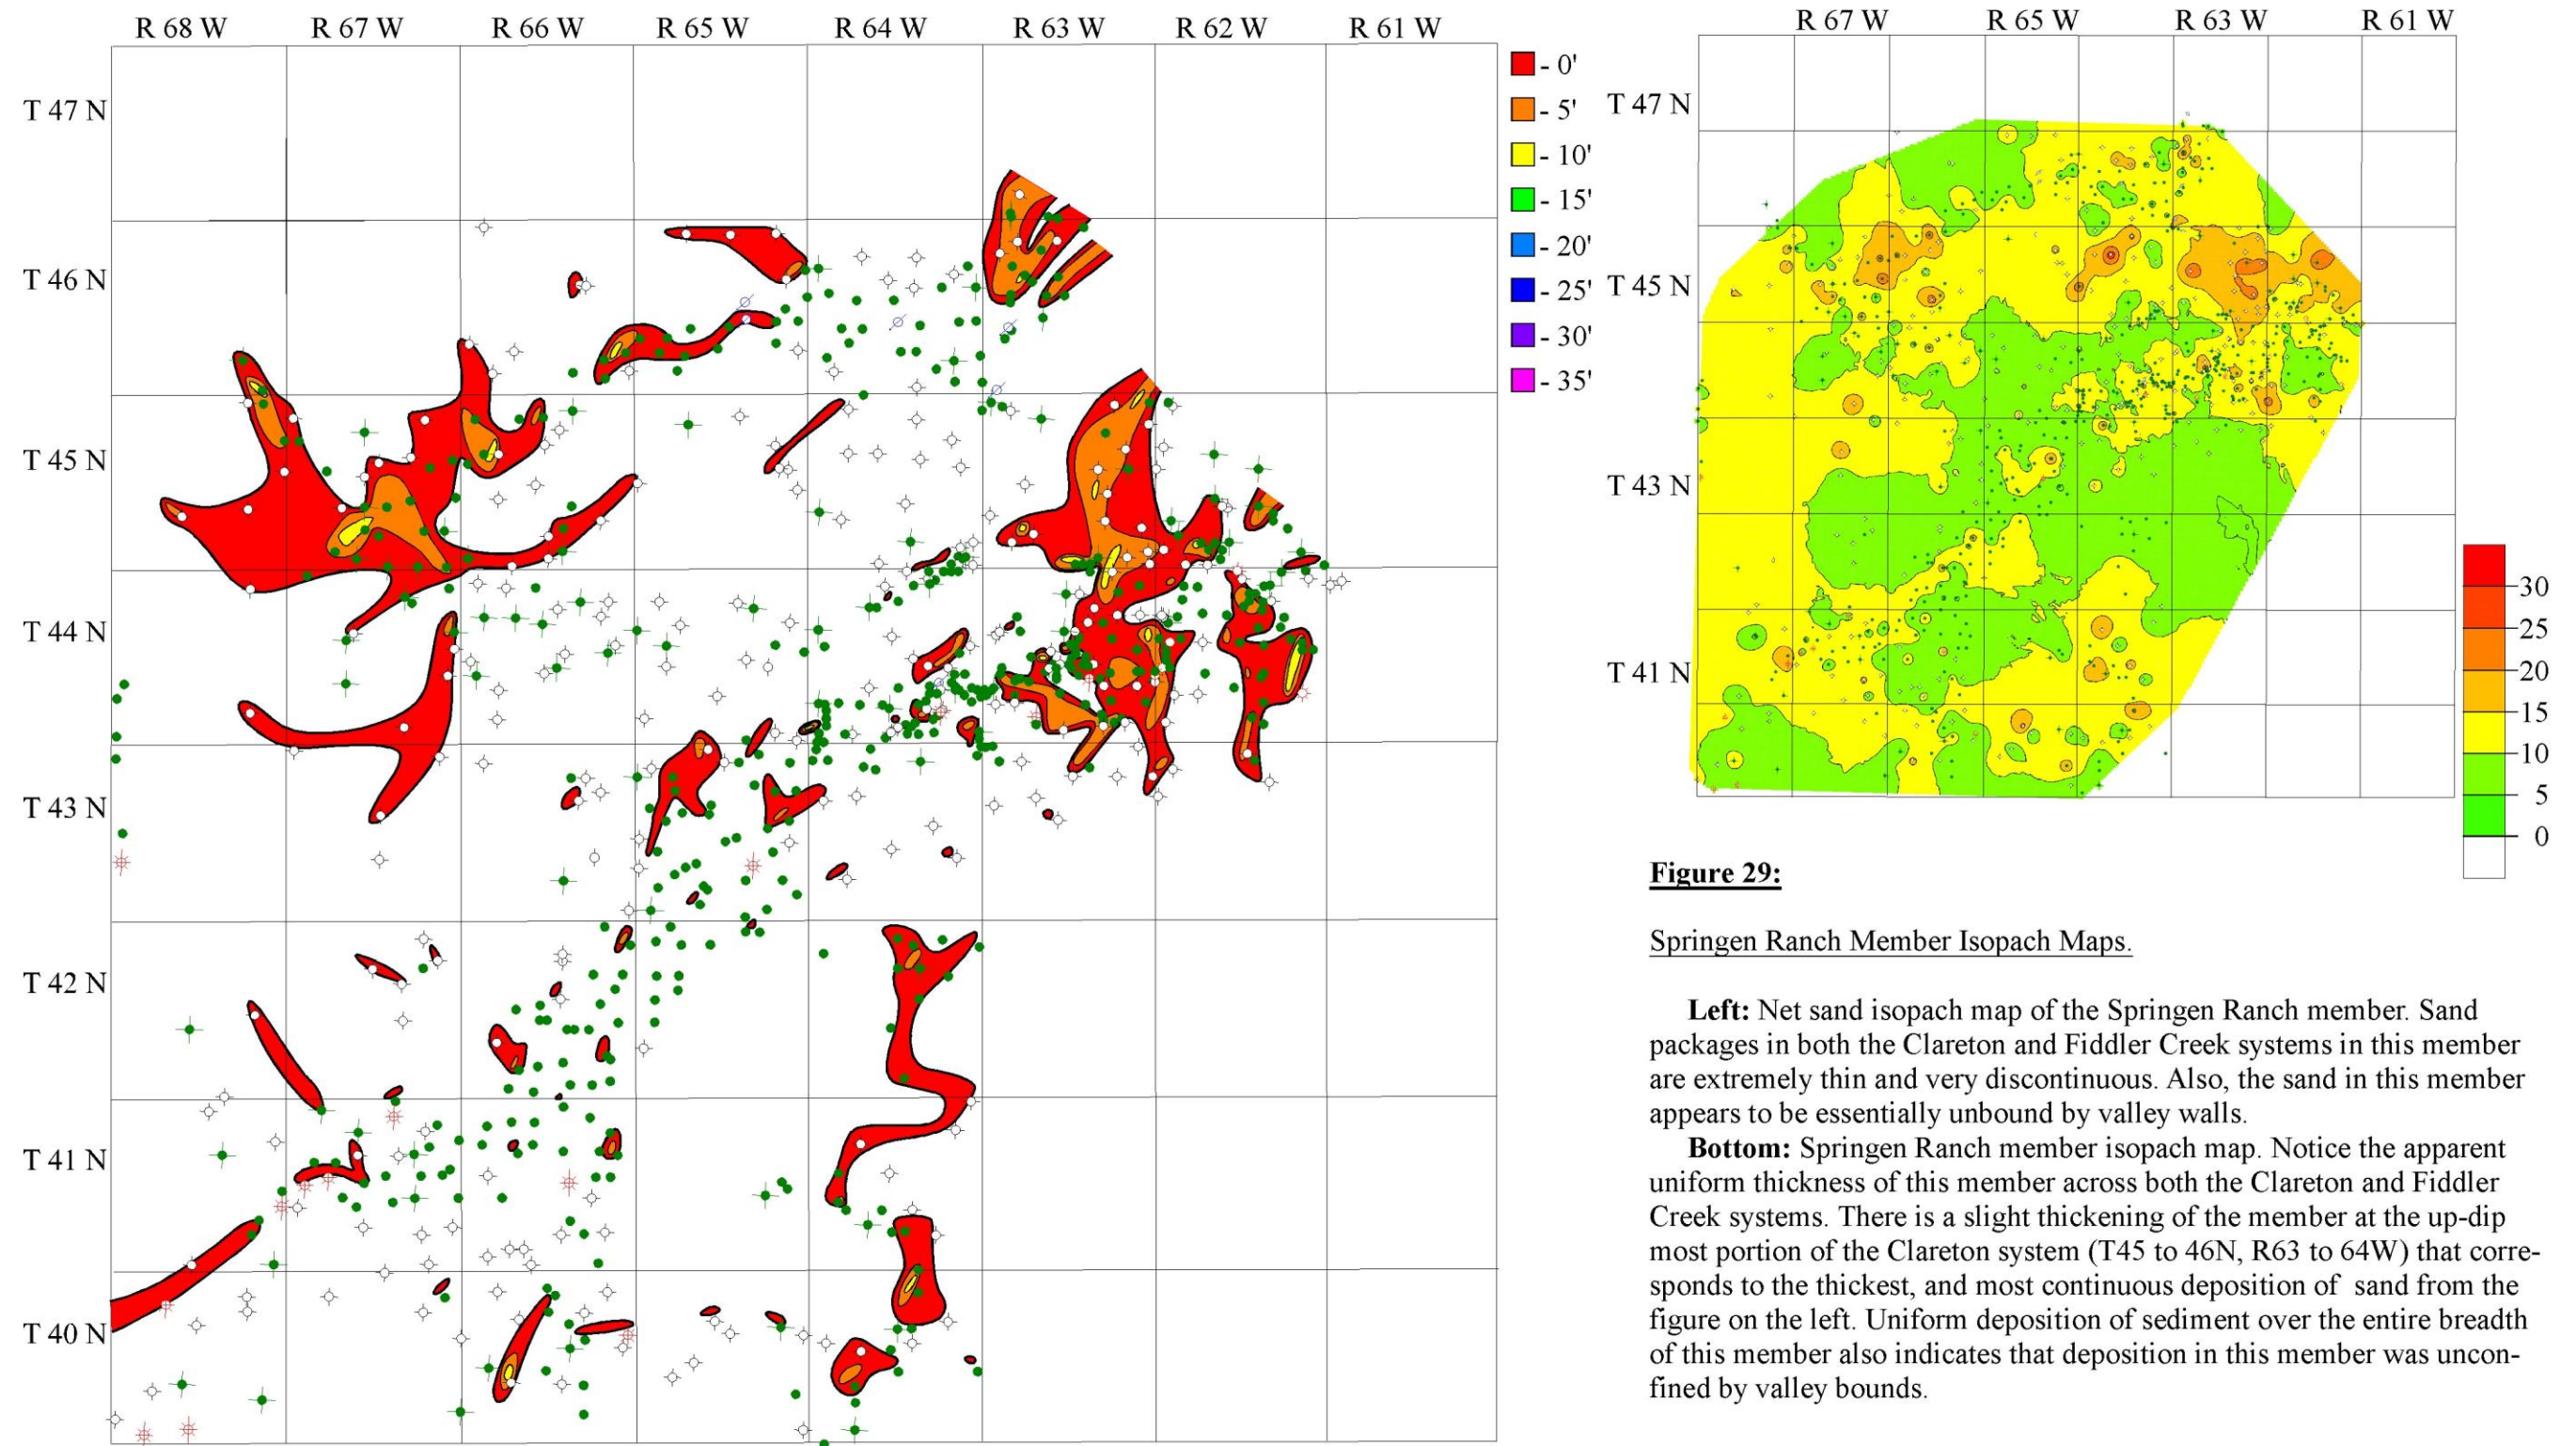 R 68 W R 67 W R 66 W R 65 W R 64 W R 63 W R 62 W R 61 W
T 47 N
T 46 N
T 45 N
T 44 N
T 43 N
T 42 N
T 41 N
T 40 N
- 0'
- 5'
- 10'
- 15'
- 20'
- 25'
- 30'
- 35'
R 67 W R 65 W R 63 W R 61 W
T 47 N
T 45 N
T 43 N
T 41 N
30
25
20
15
10
5
0
Figure 29:
Springen Ranch Member Isopach Maps.
Left: Net sand isopach map of the Springen Ranch member. Sand
packages in both the Clareton and Fiddler Creek systems in this member
are extremely thin and very discontinuous. Also, the sand in this member
appears to be essentially unbound by valley walls.
Bottom: Springen Ranch member isopach map. Notice the apparent
uniform thickness of this member across both the Clareton and Fiddler
Creek systems. There is a slight thickening of the member at the up-dip
most portion of the Clareton system (T45 to 46N, R63 to 64W) that corre-
sponds to the thickest, and most continuous deposition of sand from the
figure on the left. Uniform deposition of sediment over the entire breadth
of this member also indicates that deposition in this member was uncon-
fined by valley bounds.